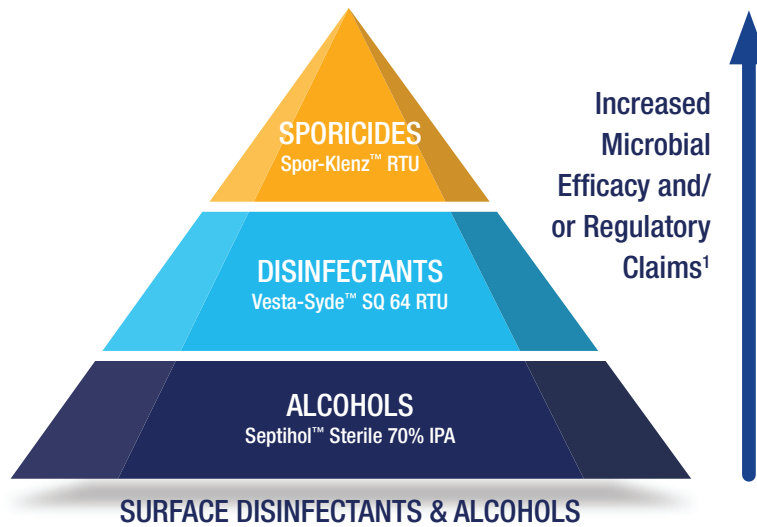 SPORICIDES
Spor-Klenz™ RTU
DISINFECTANTS
Vesta-Syde™ SQ 64 RTU
ALCOHOLS
Septihol™ Sterile 70% IPA
SURFACE DISINFECTANTS & ALCOHOLS
Increased
Microbial
Efficacy and/
or Regulatory
Claims¹